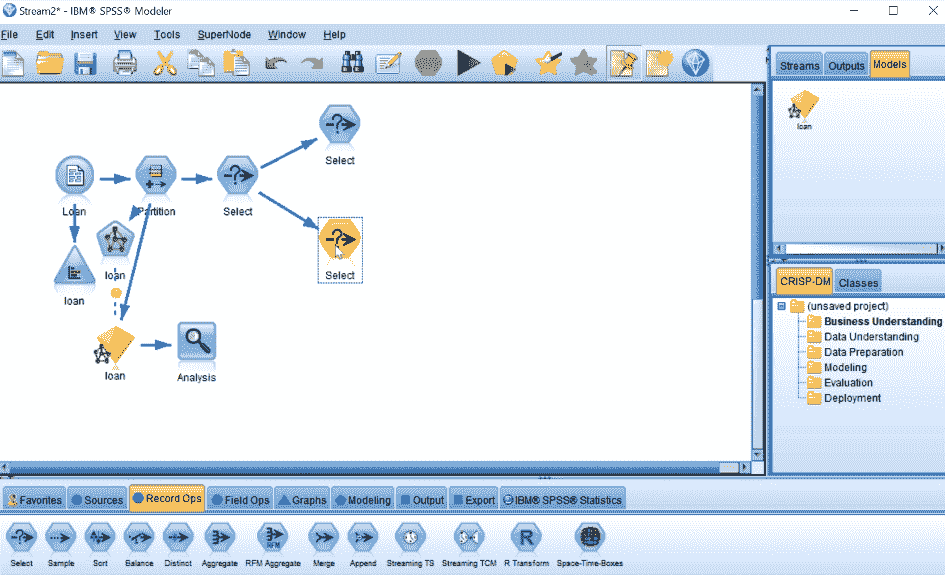 Stream2* - IBM® SPSS® Modeler
File Edit Insert View Tools SuperNode Window Help
Streams Outputs Models
loan
Select
Loan Partition Select
loan
Select
loan
loan Analysis
CRISP-DM Classes
(unsaved project)
Business Understanding
Data Understanding
Data Preparation
Modeling
Evaluation
Deployment
Favorites Sources Record Ops Field Ops Graphs Modeling Output Export IBM® SPSS® Statistics
RFM
R
Select Sample Sort Balance Distinct Aggregate RFM Aggregate Merge Append Streaming TS Streaming TCM R Transform Space-Time-Boxes